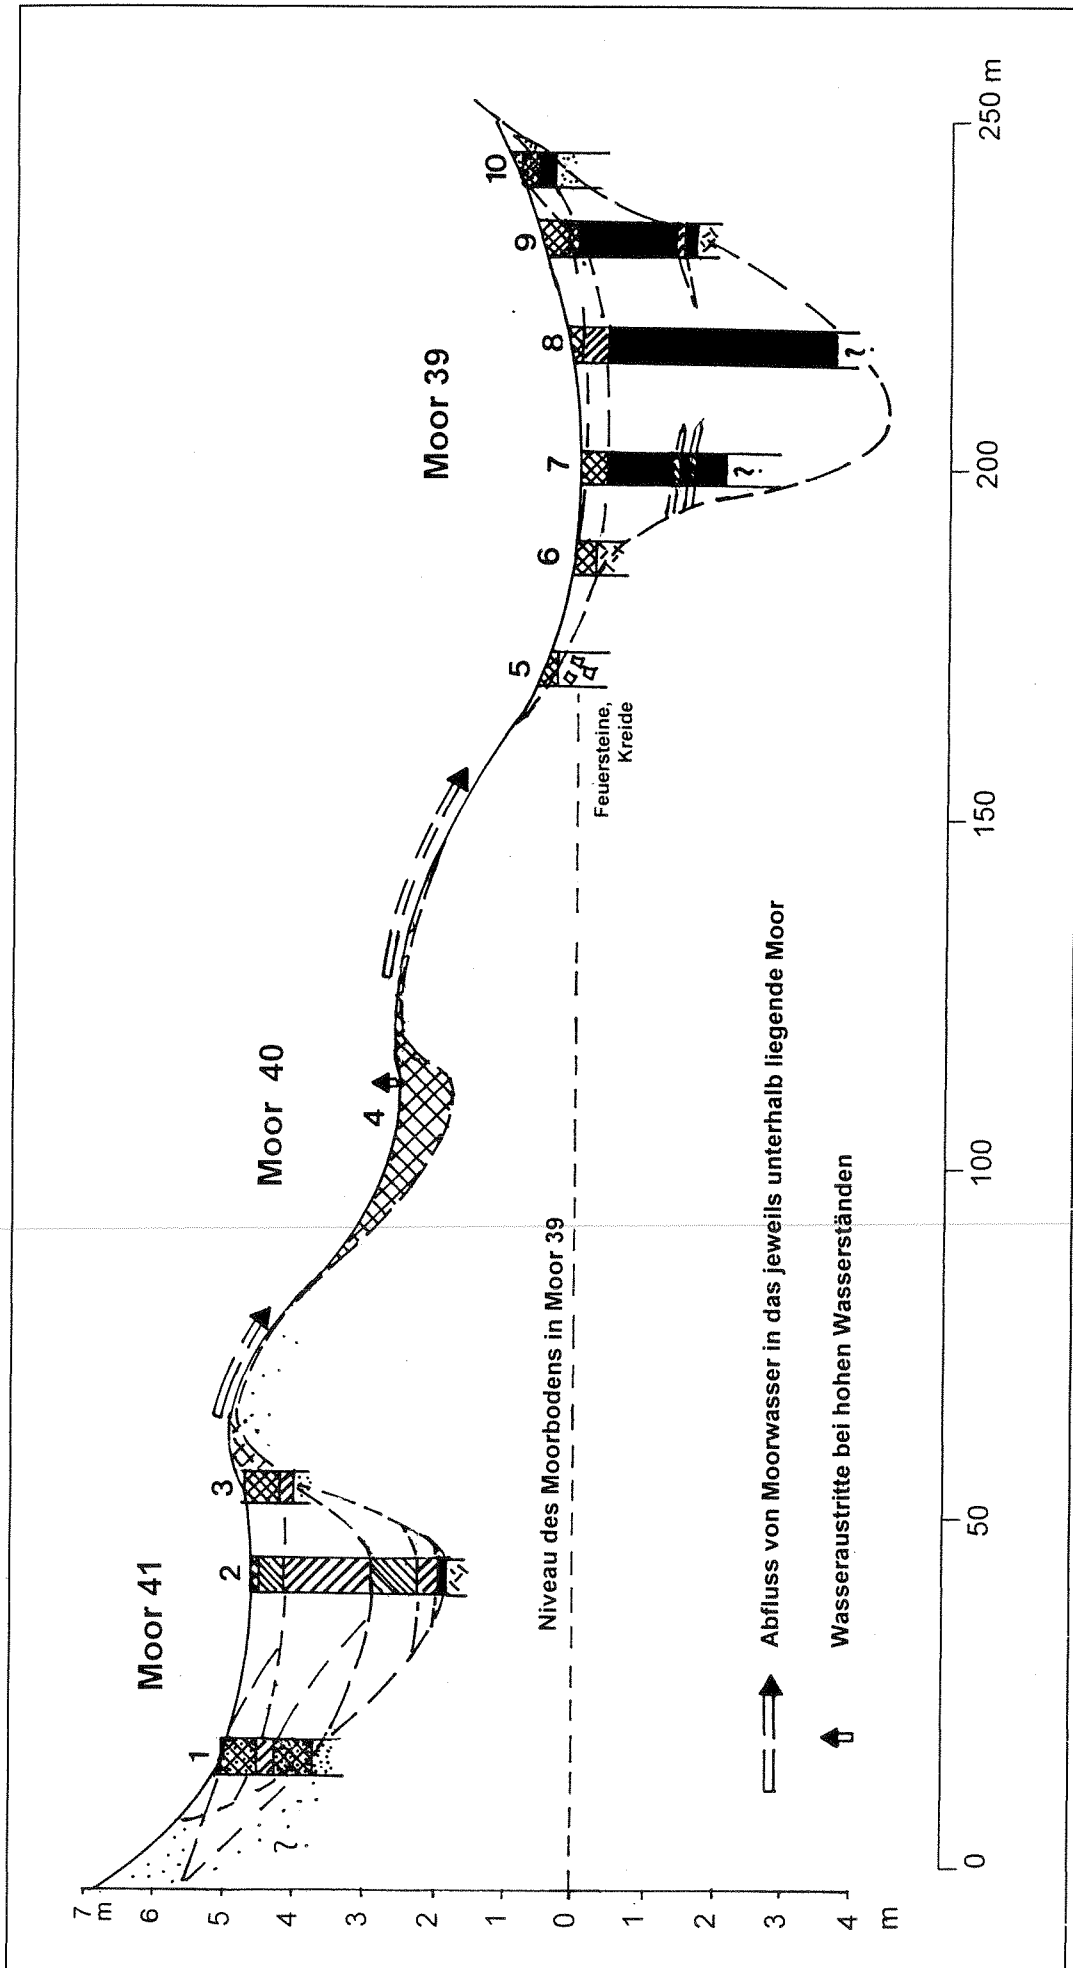 Moor 41
Moor 40
Moor 39
1
2
3
4
5
6
7
8
9
10
?
?
?
Feuersteine,
Kreide
Niveau des Moorbodens in Moor 39
Abfluss von Moorwasser in das jeweils unterhalb liegende Moor
Wasseraustritte bei hohen Wasserständen
7
m
6
5
4
3
2
1
0
1
2
3
4
m
0
50
100
150
200
250 m